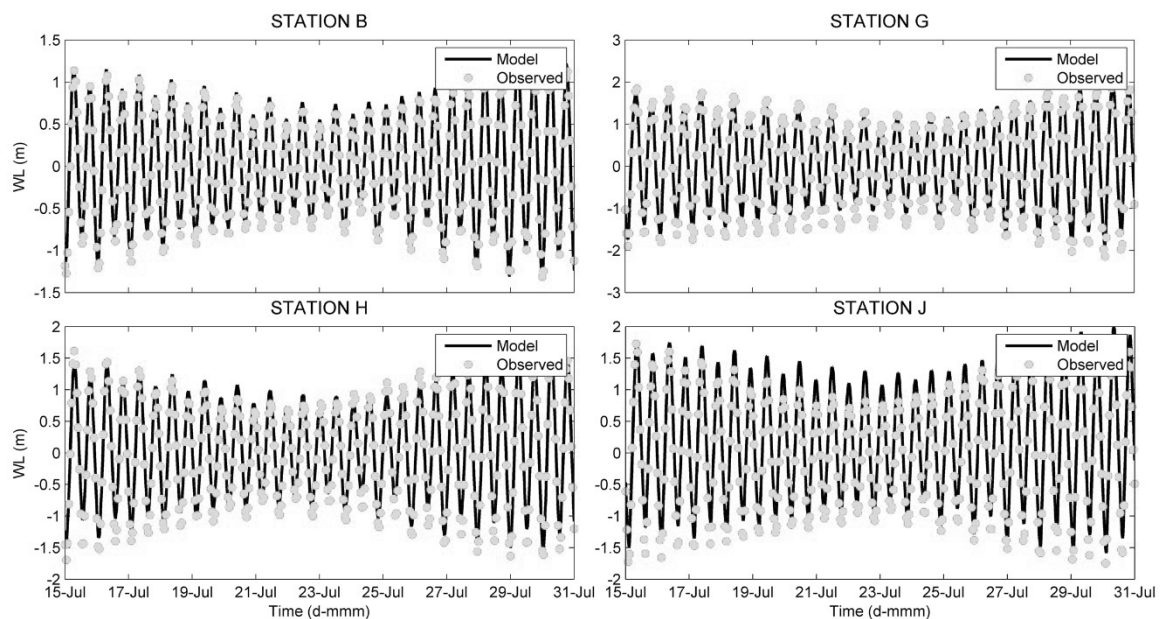 STATION B
STATION G
1.5
1
0.5
0
-0.5
-1
-1.5
WL (m)
Model
Observed
3
2
1
0
-1
-2
-3
Model
Observed
STATION H
STATION J
2
1.5
1
0.5
0
-0.5
-1
-1.5
-2
WL (m)
Model
Observed
2
1.5
1
0.5
0
-0.5
-1
-1.5
-2
Model
Observed
15-Jul 17-Jul 19-Jul 21-Jul 23-Jul 25-Jul 27-Jul 29-Jul 31-Jul
Time (d-mmm)
15-Jul 17-Jul 19-Jul 21-Jul 23-Jul 25-Jul 27-Jul 29-Jul 31-Jul
Time (d-mmm)